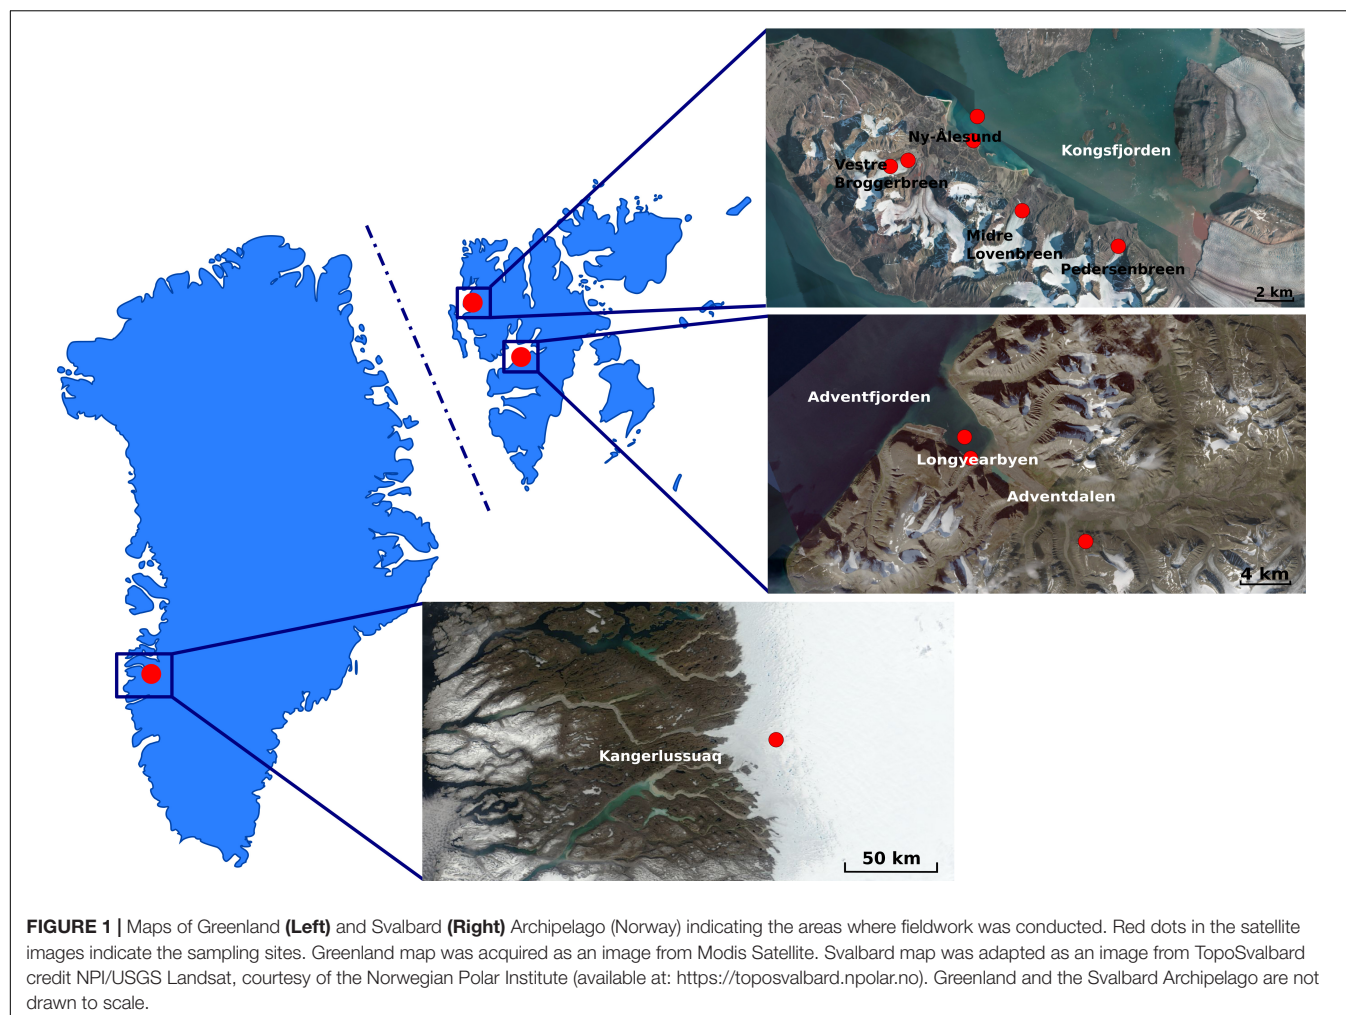 Ny-Ålesund
Kongsfjorden
Vestre
Broggerbreen
Midre
Lovenbreen
Pedersenbreen
2 km
Adventfjorden
Longyearbyen
Adventdalen
4 km
Kangerlussuaq
50 km
FIGURE 1 | Maps of Greenland (Left) and Svalbard (Right) Archipelago (Norway) indicating the areas where fieldwork was conducted. Red dots in the satellite
images indicate the sampling sites. Greenland map was acquired as an image from Modis Satellite. Svalbard map was adapted as an image from TopoSvalbard
credit NPI/USGS Landsat, courtesy of the Norwegian Polar Institute (available at: https://toposvalbard.npolar.no). Greenland and the Svalbard Archipelago are not
drawn to scale.